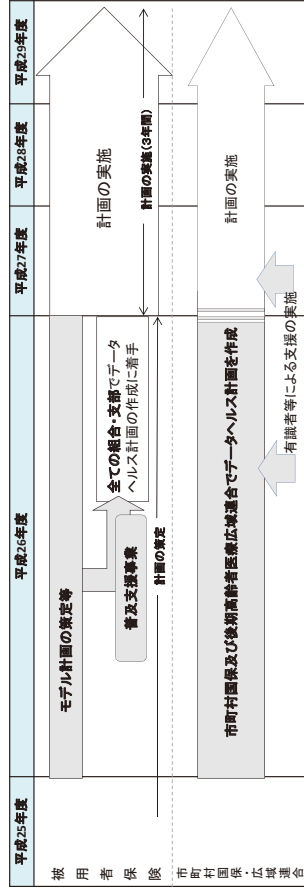 平成25年度
平成26年度
平成27年度
平成28年度
平成29年度
被用者保険
モデル計画の策定等
普及支援事業
全ての組合・支部でデータ
ヘルス計画の作成に着手
計画の実施
計画の策定
計画の実施(3年間)
市町村国保・広域連合
市町村国保及び後期高齢者医療広域連合でデータヘルス計画を作成
計画の実施
有識者等による支援の実施